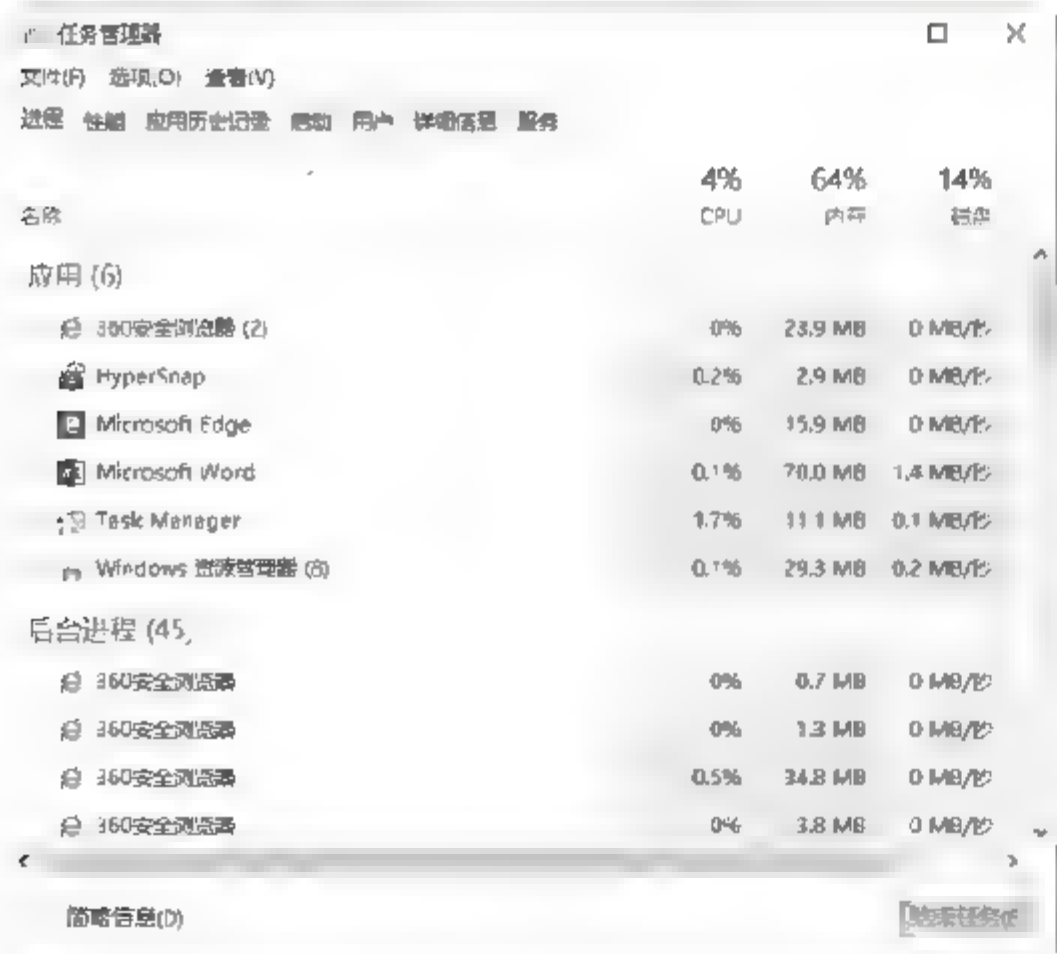 任务管理器
文件(F) 选项(O) 查看(V)
进程 性能 应用历史记录 启动 用户 详细信息 服务
4% 64% 14%
名称 CPU 内存 磁盘
应用 (6)
360安全浏览器 (2) 0% 23.9 MB 0 MB/秒
HyperSnap 0.2% 2.9 MB 0 MB/秒
Microsoft Edge 0% 15.9 MB 0 MB/秒
Microsoft Word 0.1% 70.0 MB 1.4 MB/秒
Task Manager 1.7% 11.1 MB 0.1 MB/秒
Windows 资源管理器 (8) 0.1% 29.3 MB 0.2 MB/秒
后台进程 (45)
360安全浏览器 0% 0.7 MB 0 MB/秒
360安全浏览器 0% 1.3 MB 0 MB/秒
360安全浏览器 0.5% 34.8 MB 0 MB/秒
360安全浏览器 0% 3.8 MB 0 MB/秒
简略信息(D) 结束任务(E